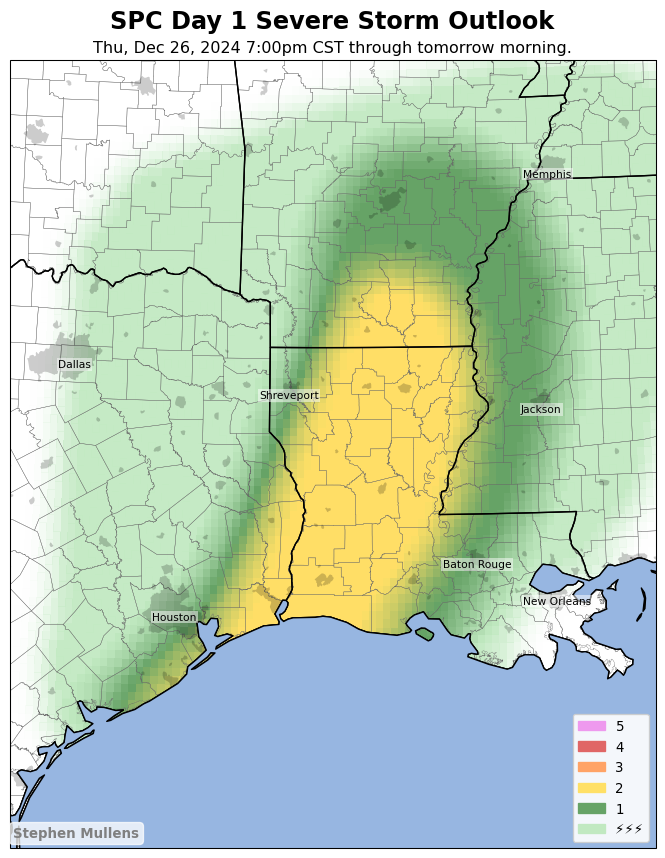 SPC Day 1 Severe Storm Outlook
Thu, Dec 26, 2024 7:00pm CST through tomorrow morning.
Memphis
Dallas
Shreveport
Jackson
Baton Rouge
New Orleans
Houston
5
4
3
2
1
⚡⚡⚡
Stephen Mullens